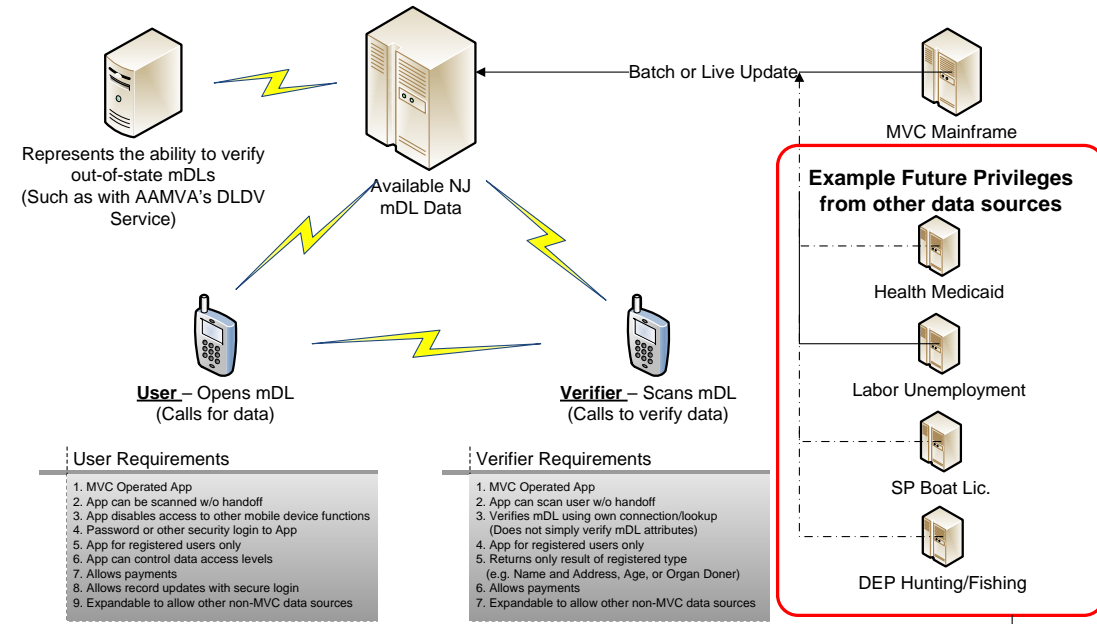 Batch or Live Update
MVC Mainframe
Represents the ability to verify
out-of-state mDLs
(Such as with AAMVA's DLDV
Service)
Available NJ
mDL Data
Example Future Privileges
from other data sources
Health Medicaid
Labor Unemployment
SP Boat Lic.
DEP Hunting/Fishing
User – Opens mDL
(Calls for data)
Verifier – Scans mDL
(Calls to verify data)
User Requirements
1. MVC Operated App
2. App can be scanned w/o handoff
3. App disables access to other mobile device functions
4. Password or other security login to App
5. App for registered users only
6. App can control data access levels
7. Allows payments
8. Allows record updates with secure login
9. Expandable to allow other non-MVC data sources
Verifier Requirements
1. MVC Operated App
2. App can scan user w/o handoff
3. Verifies mDL using own connection/lookup
(Does not simply verify mDL attributes)
4. App for registered users only
5. Returns only result of registered type
(e.g. Name and Address, Age, or Organ Doner)
6. Allows payments
7. Expandable to allow other non-MVC data sources